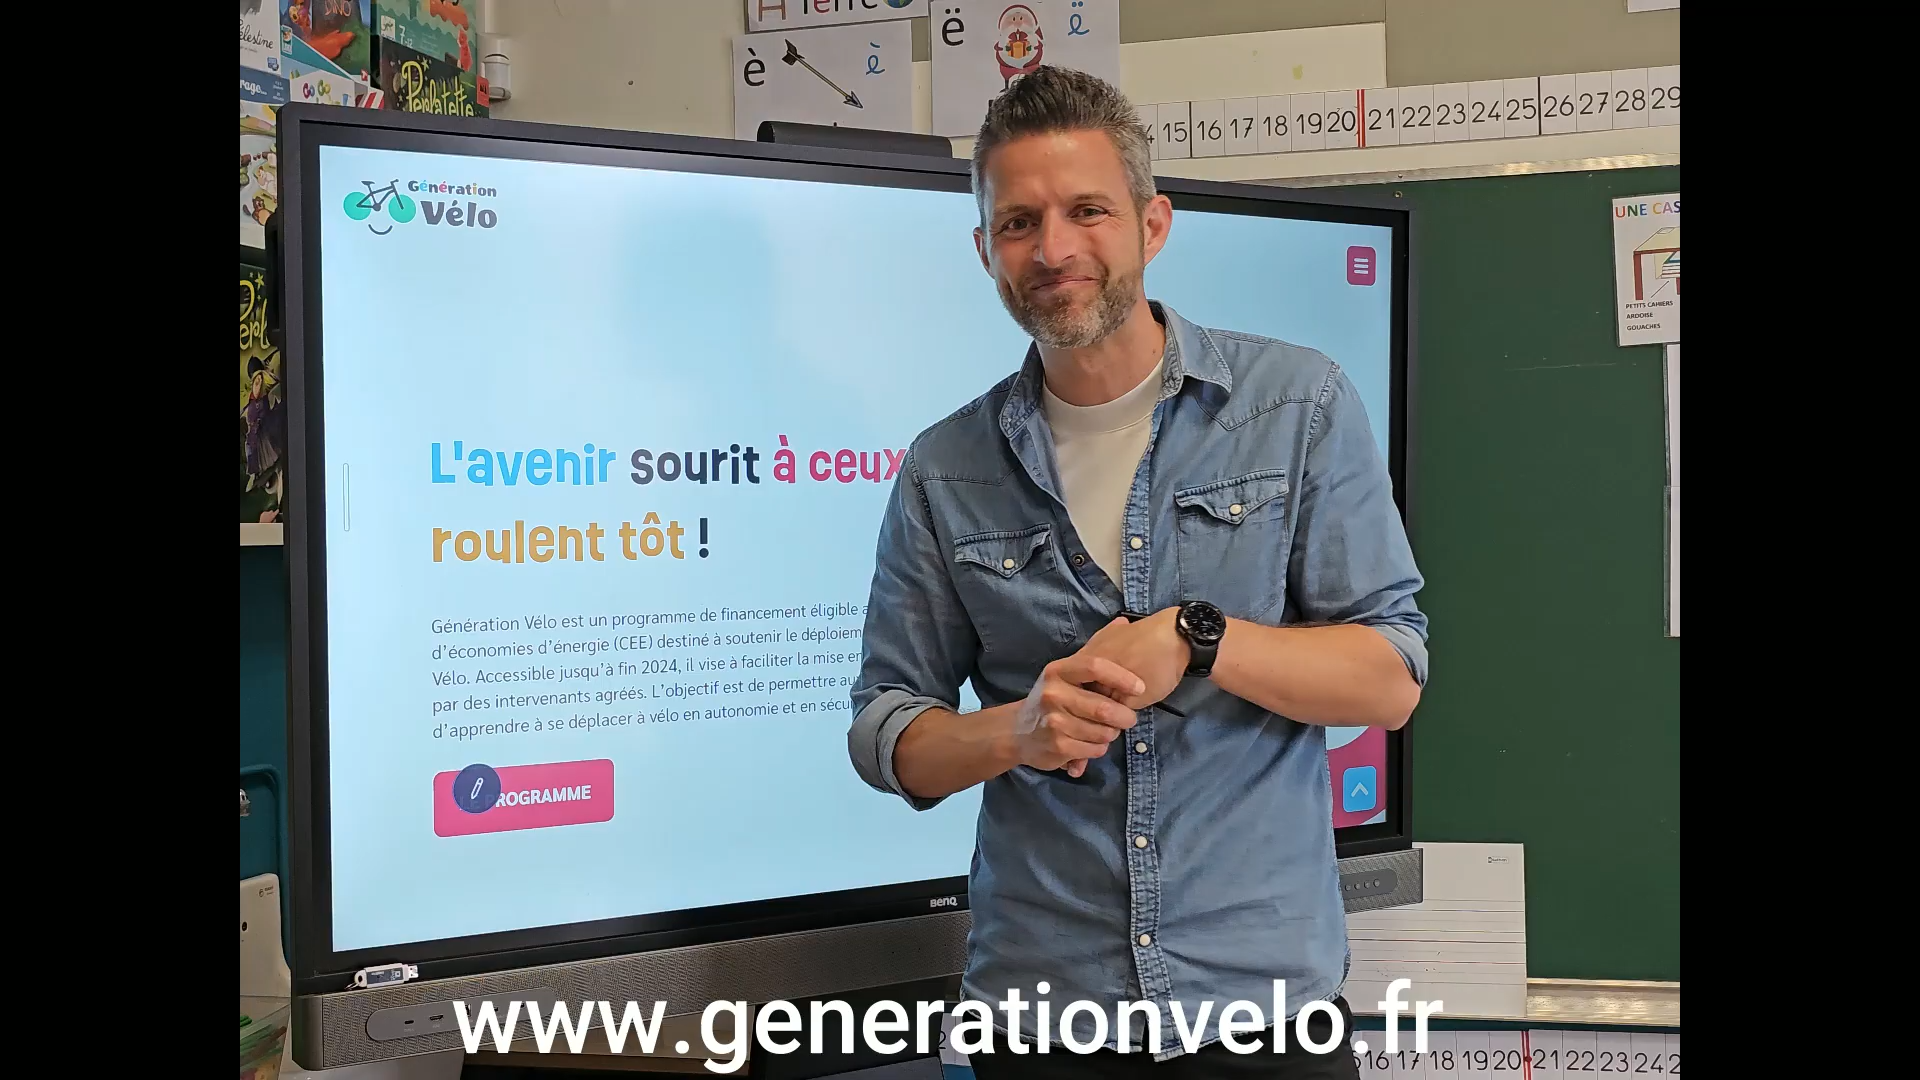 è è
ë ë
15 16 17 18 19 20 21 22 23 24 25 26 27 28 29
UNE CAS
PETITS CAHIERS
ARDOISE
GOUACHES
Génération
Vélo
L'avenir sourit à ceux
roulent tôt !
Génération Vélo est un programme de financement éligible
d'économies d'énergie (CEE) destiné à soutenir le déploiem
Vélo. Accessible jusqu'à fin 2024, il vise à faciliter la mise en
par des intervenants agréés. L'objectif est de permettre au
d'apprendre à se déplacer à vélo en autonomie et en sécu
PROGRAMME
BenQ
www.generationvelo.fr
16 17 18 19 20 21 22 23 24